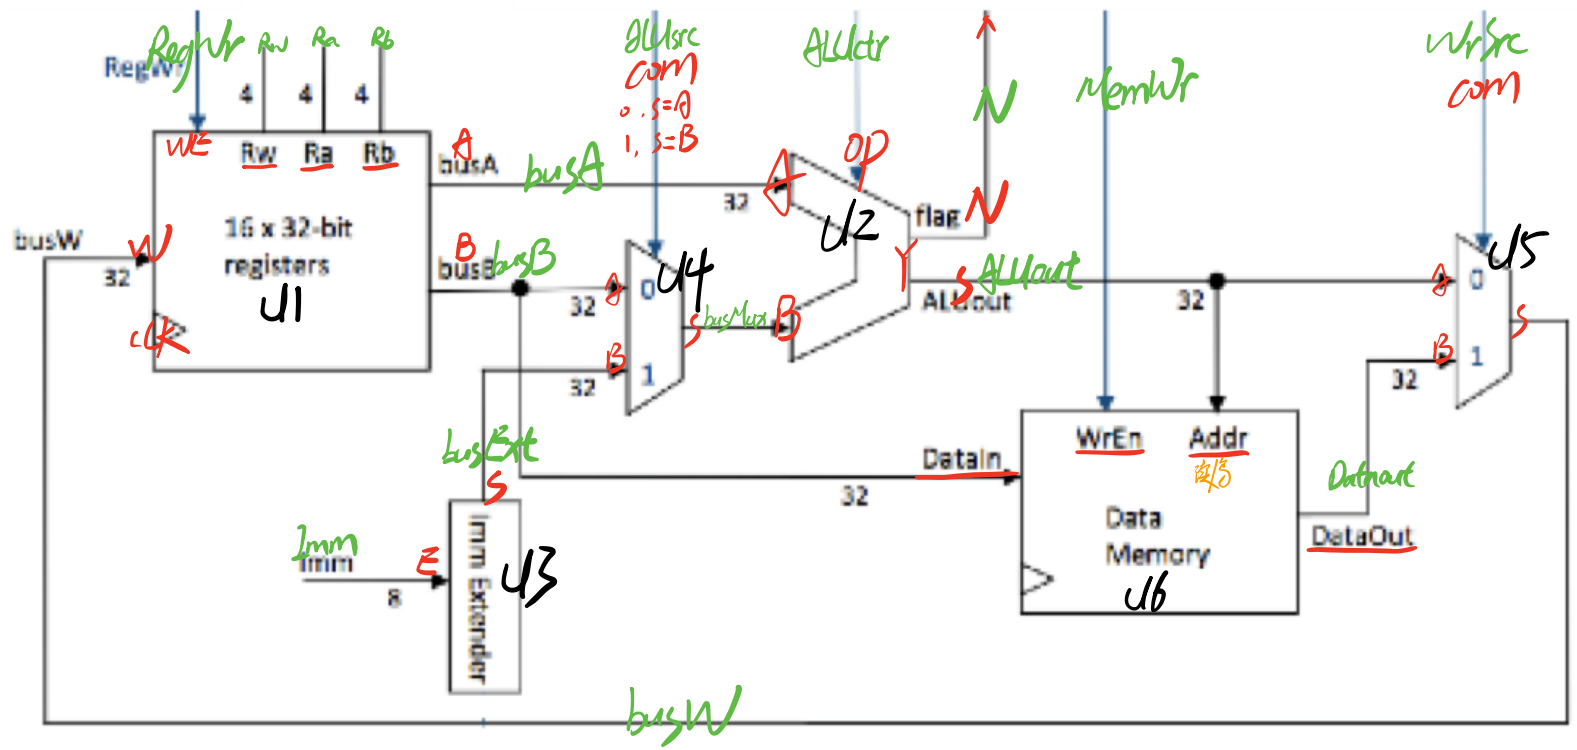 RegWr
Rw
Ra
Rb
RegWr
4
4
4
WE
Rw
Ra
Rb
16 x 32-bit
registers
U1
CLK
busW
32
W
A
busA
busA
32
B
busB
busB
32
ALUsrc
com
0, S=A
1, S=B
A
0
U4
B
1
32
S
busMux
busExt
S
Imm
Imm
8
E
Imm Extender
U3
ALUctr
OP
A
B
U2
flag
N
N
Y
S
ALUout
ALUout
32
MemWr
WrEn
Addr
DataIn
32
Data
Memory
U6
Dataout
DataOut
WrSrc
com
A
0
U5
B
1
32
S
busW